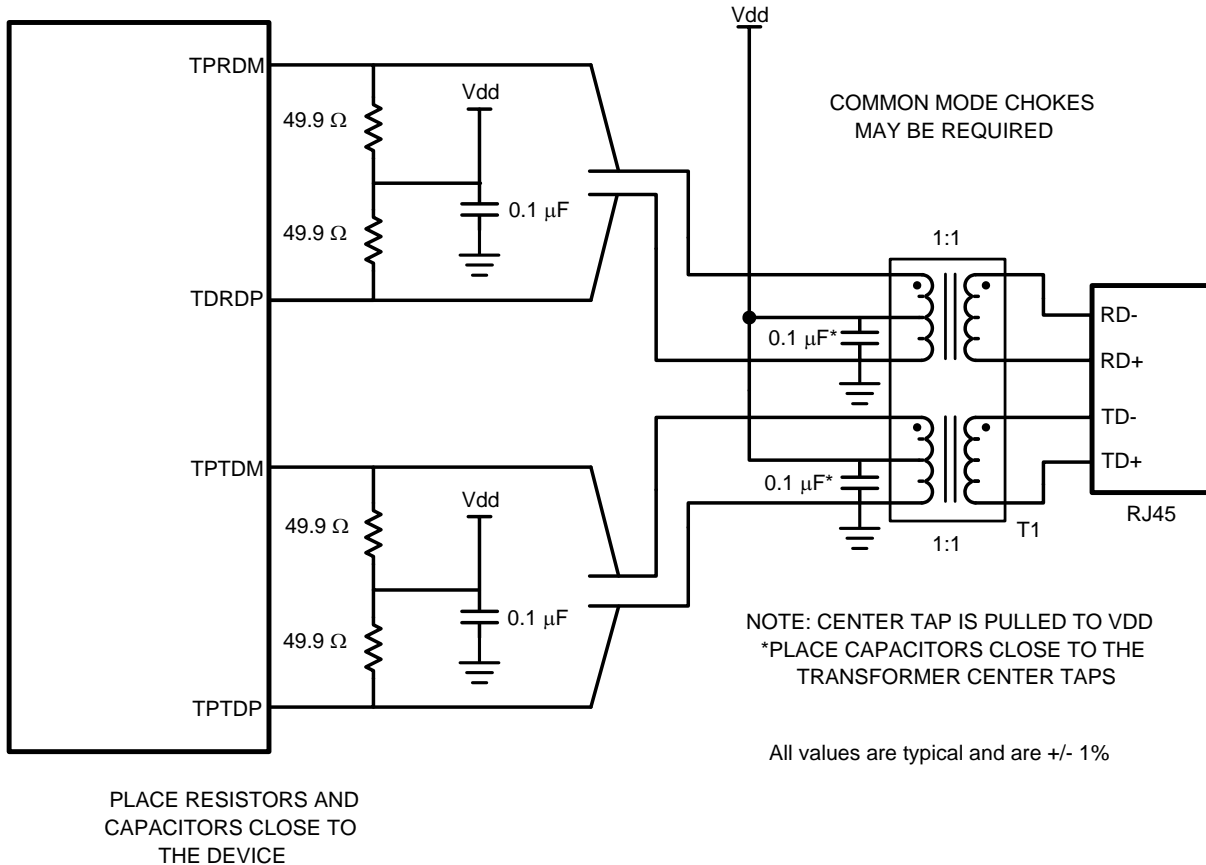 Vdd
TPRDM
Vdd
COMMON MODE CHOKES
MAY BE REQUIRED
49.9 Ω
0.1 μF
49.9 Ω
1:1
TDRDP
RD-
0.1 μF*
RD+
TD-
TPTDM
TD+
0.1 μF*
Vdd
RJ45
49.9 Ω
T1
1:1
0.1 μF
NOTE: CENTER TAP IS PULLED TO VDD
49.9 Ω
*PLACE CAPACITORS CLOSE TO THE
TRANSFORMER CENTER TAPS
TPTDP
All values are typical and are +/- 1%
PLACE RESISTORS AND
CAPACITORS CLOSE TO
THE DEVICE